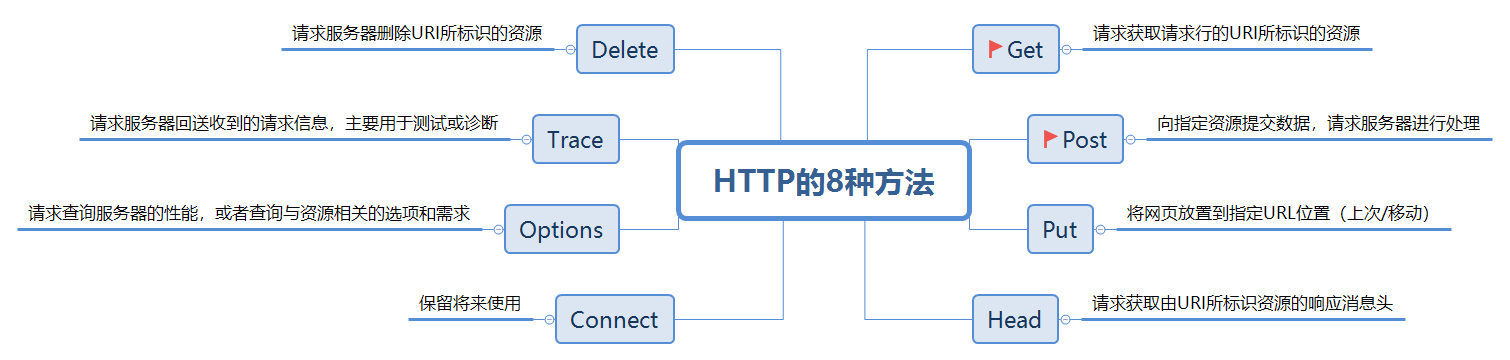 HTTP的8种方法
Get
请求获取请求行的URI所标识的资源
Post
向指定资源提交数据，请求服务器进行处理
Put
将网页放置到指定URL位置（上次/移动）
Head
请求获取由URI所标识资源的响应消息头
Delete
请求服务器删除URI所标识的资源
Trace
请求服务器回送收到的请求信息，主要用于测试或诊断
Options
请求查询服务器的性能，或者查询与资源相关的选项和需求
Connect
保留将来使用